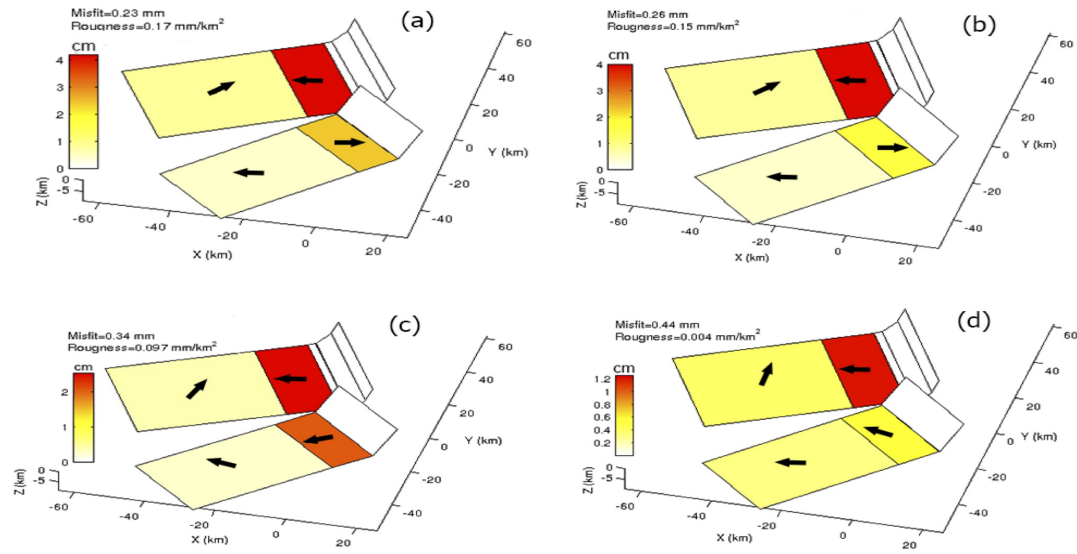 Misfit=0.23 mm
Rougness=0.17 mm/km²
(a)
cm
4
3
2
1
0
0
-5
Z (km)
-60
-40
-20
0
20
X (km)
60
40
20
0
-20
-40
Y (km)
Misfit=0.26 mm
Rougness=0.15 mm/km²
(b)
cm
4
3
2
1
0
0
-5
Z (km)
-60
-40
-20
0
20
X (km)
60
40
20
0
-20
-40
Y (km)
Misfit=0.34 mm
Rougness=0.097 mm/km²
(c)
cm
2
1
0
0
-5
Z (km)
-60
-40
-20
0
20
X (km)
60
40
20
0
-20
-40
Y (km)
Misfit=0.44 mm
Rougness=0.004 mm/km²
(d)
cm
1.2
1
0.8
0.6
0.4
0.2
0
-5
Z (km)
-60
-40
-20
0
20
X (km)
60
40
20
0
-20
-40
Y (km)